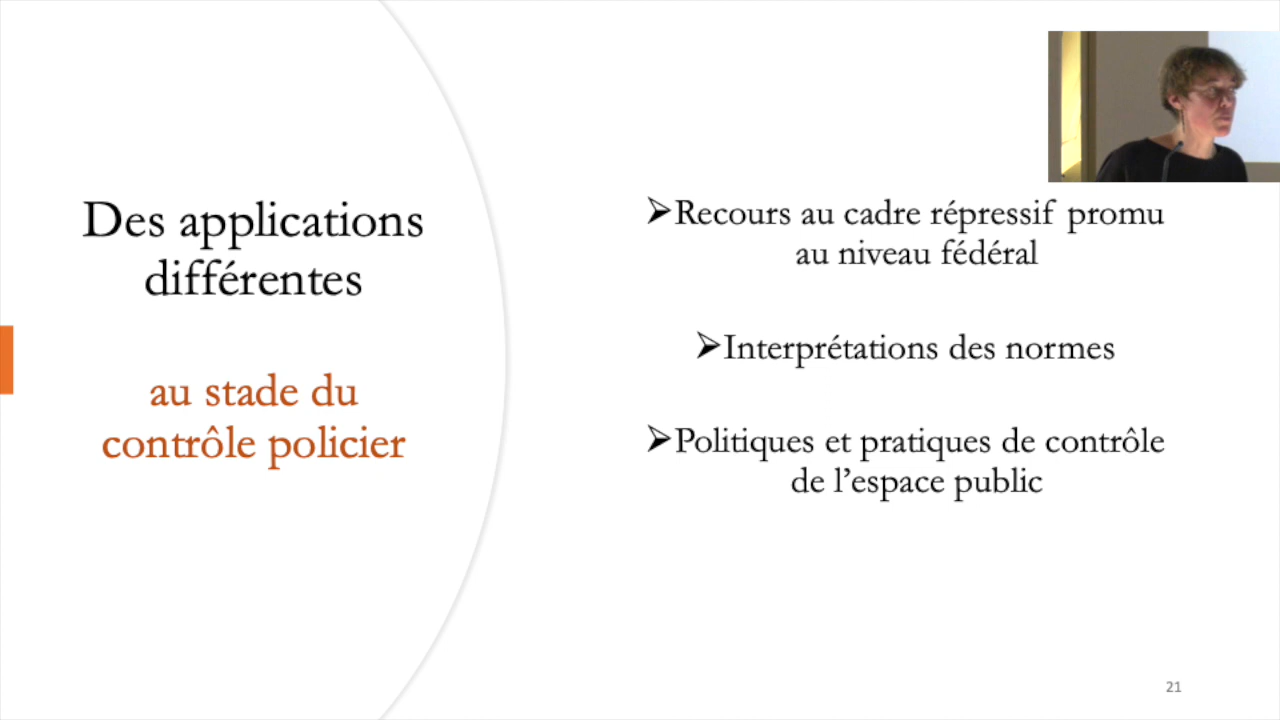 Des applications
différentes
au stade du
contrôle policier
➢Recours au cadre répressif promu
au niveau fédéral
➢Interprétations des normes
➢Politiques et pratiques de contrôle
de l’espace public
21